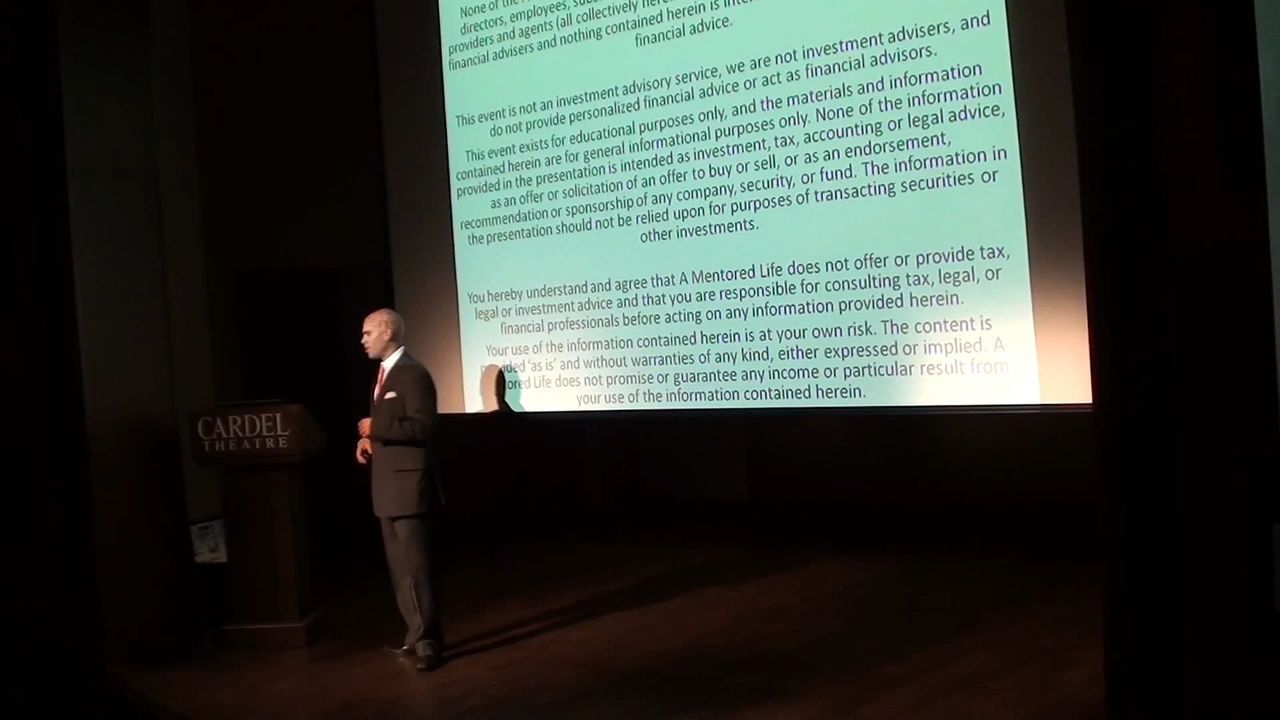 None of the
directors, employees,
providers and agents (all collectively
financial advisers and nothing contained herein is
financial advice.
This event is not an investment advisory service, we are not investment advisers, and
do not provide personalized financial advice or act as financial advisors.
This event exists for educational purposes only, and the materials and information
contained herein are for general informational purposes only. None of the information
provided in the presentation is intended as investment, tax, accounting or legal advice,
as an offer or solicitation of an offer to buy or sell, or as an endorsement,
recommendation or sponsorship of any company, security, or fund. The information in
the presentation should not be relied upon for purposes of transacting securities or
other investments.
You hereby understand and agree that A Mentored Life does not offer or provide tax,
legal or investment advice and that you are responsible for consulting tax, legal, or
financial professionals before acting on any information provided herein.
Your use of the information contained herein is at your own risk. The content is
'as is' and without warranties of any kind, either expressed or implied. A
Life does not promise or guarantee any income or particular result from
your use of the information contained herein.
CARDEL
THEATRE